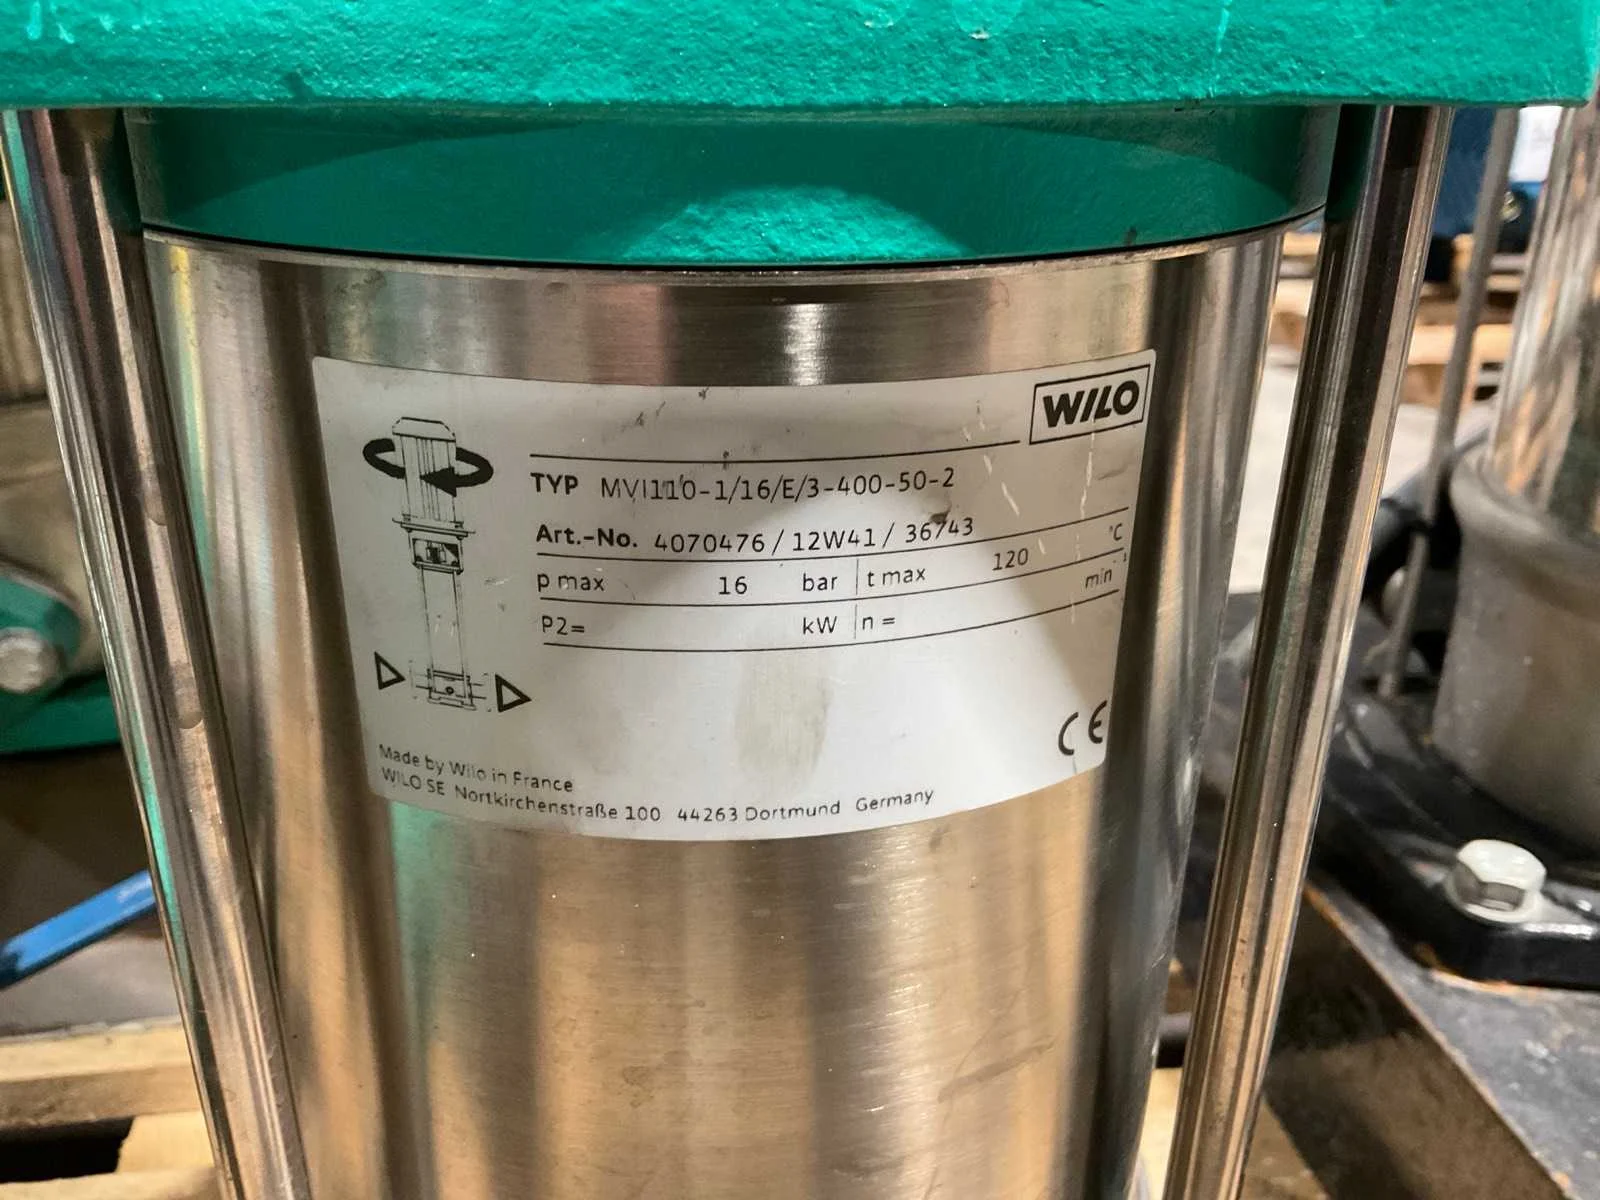 WILO
TYP MVI110-1/16/E/3-400-50-2
Art.-No. 4070476 / 12W41 / 36743
p max 16 bar t max 120 °C
P2= kW n = min⁻¹
CE
Made by Wilo in France
WILO SE Nortkirchenstraße 100 44263 Dortmund Germany